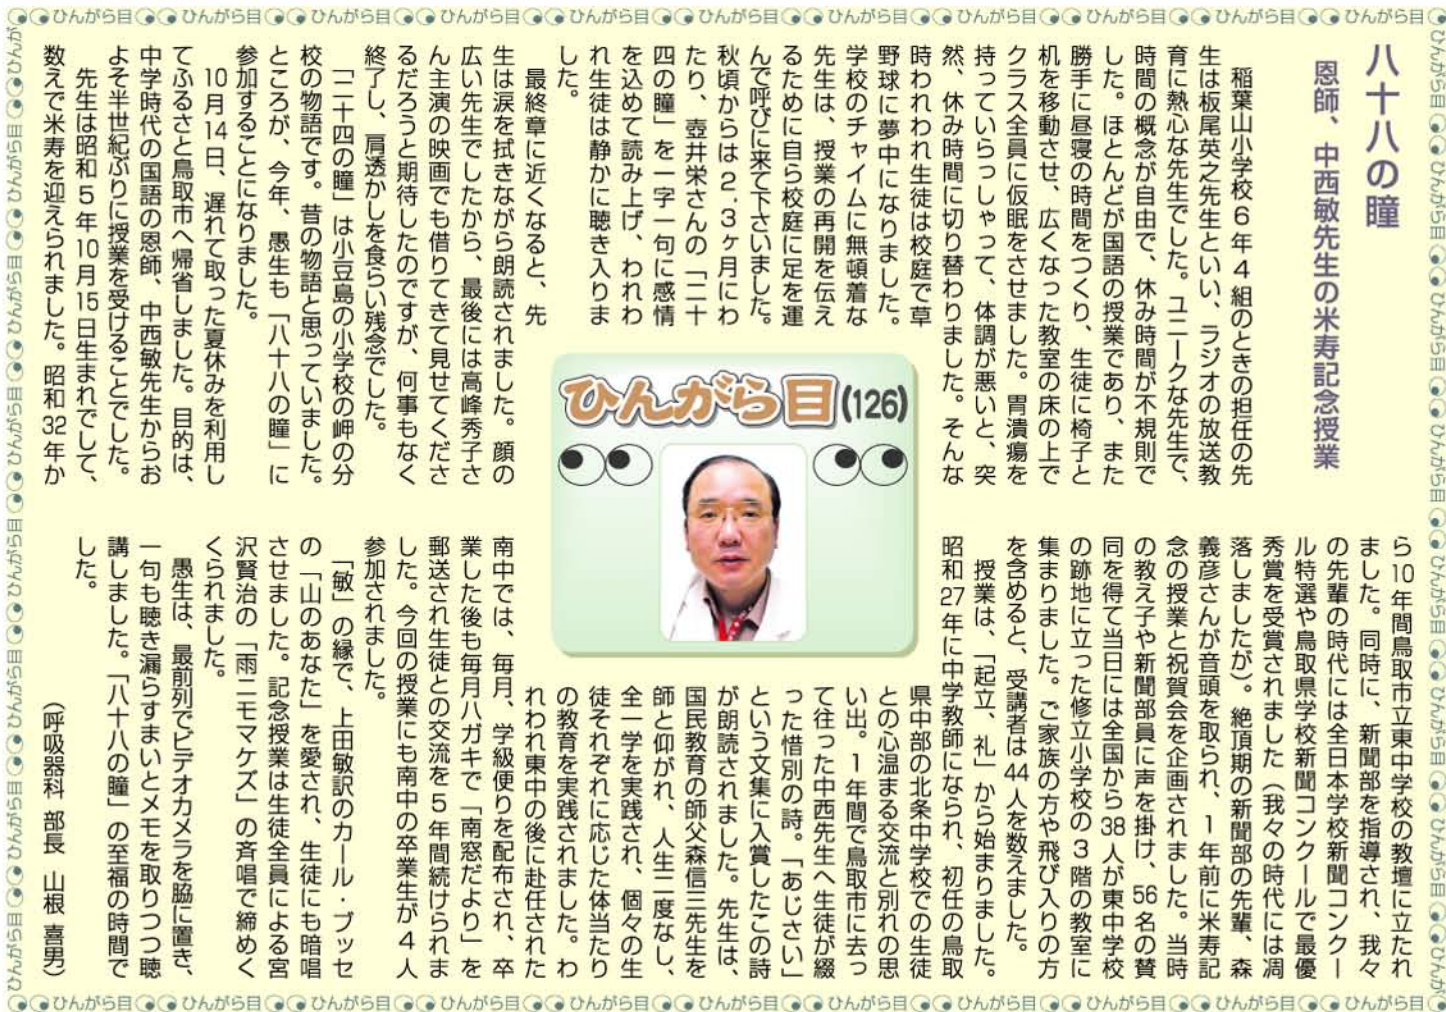 八十八の瞳
恩師、中西敏先生の米寿記念授業
稲葉山小学校6年4組のときの担任の先
生は板尾英之先生といい、ラジオの放送教
育に熱心な先生でした。ユニークな先生で、
時間の概念が自由で、休み時間が不規則で
した。ほとんどが国語の授業であり、また
勝手に昼寝の時間をつくり、生徒に椅子と
机を移動させ、広くなった教室の床の上で
クラス全員に仮眠をさせました。胃潰瘍を
持っていらっしゃって、体調が悪いと、突
然、休み時間に切り替わりました。そんな
時われわれ生徒は校庭で草
野球に夢中になりました。
学校のチャイムに無頓着な
先生は、授業の再開を伝え
るために自ら校庭に足を運
んで呼びに来て下さいました。
秋頃からは2,3ヶ月にわ
たり、壺井栄さんの「二十
四の瞳」を一字一句に感情
を込めて読み上げ、われわ
れ生徒は静かに聴き入りま
した。
最終章に近くなると、先
生は涙を拭きながら朗読されました。顔の
広い先生でしたから、最後には高峰秀子さ
ん主演の映画でも借りてきて見せてくださ
るだろうと期待したのですが、何事もなく
終了し、肩透かしを食らい残念でした。
「二十四の瞳」は小豆島の小学校の岬の分
校の物語です。昔の物語と思っていました。
ところが、今年、愚生も「八十八の瞳」に
参加することになりました。
10月14日、遅れて取った夏休みを利用し
てふるさと鳥取市へ帰省しました。目的は、
中学時代の国語の恩師、中西敏先生からお
よそ半世紀ぶりに授業を受けることでした。
先生は昭和5年10月15日生まれでして、
数えで米寿を迎えられました。昭和32年か
ひんがら目(126)
ら10年間鳥取市立東中学校の教壇に立たれ
ました。同時に、新聞部を指導され、我々
の先輩の時代には全日本学校新聞コンクー
ル特選や鳥取県学校新聞コンクールで最優
秀賞を受賞されました(我々の時代には凋
落しましたが)。絶頂期の新聞部の先輩、森
義彦さんが音頭を取られ、1年前に米寿記
念の授業と祝賀会を企画されました。当時
の教え子や新聞部員に声を掛け、56名の賛
同を得て当日には全国から38人が東中学校
の跡地に立った修立小学校の3階の教室に
集まりました。ご家族の方や飛び入りの方
を含めると、受講者は44人を数えました。
授業は、「起立、礼」から始まりました。
昭和27年に中学教師になられ、初任の鳥取
県中部の北条中学校での生徒
との心温まる交流と別れの思
い出。1年間で鳥取市に去っ
て往った中西先生へ生徒が綴
った惜別の詩。「あじさい」
という文集に入賞したこの詩
が朗読されました。先生は、
国民教育の師父森信三先生を
師と仰がれ、人生二度なし、
全一学を実践され、個々の生
徒それぞれに応じた体当たり
の教育を実践されました。わ
れわれ東中の後に赴任された
南中では、毎月、学級便りを配布され、卒
業した後も毎月ハガキで「南窓だより」を
郵送され生徒との交流を5年間続けられま
した。今回の授業にも南中の卒業生が4人
参加されました。
「敏」の縁で、上田敏訳のカール・ブッセ
の「山のあなた」を愛され、生徒にも暗唱
させました。記念授業は生徒全員による宮
沢賢治の「雨ニモマケズ」の斉唱で締めく
くられました。
愚生は、最前列でビデオカメラを脇に置き、
一句も聴き漏らすまいとメモを取りつつ聴
講しました。「八十八の瞳」の至福の時間で
した。
(呼吸器科 部長 山根 喜男)